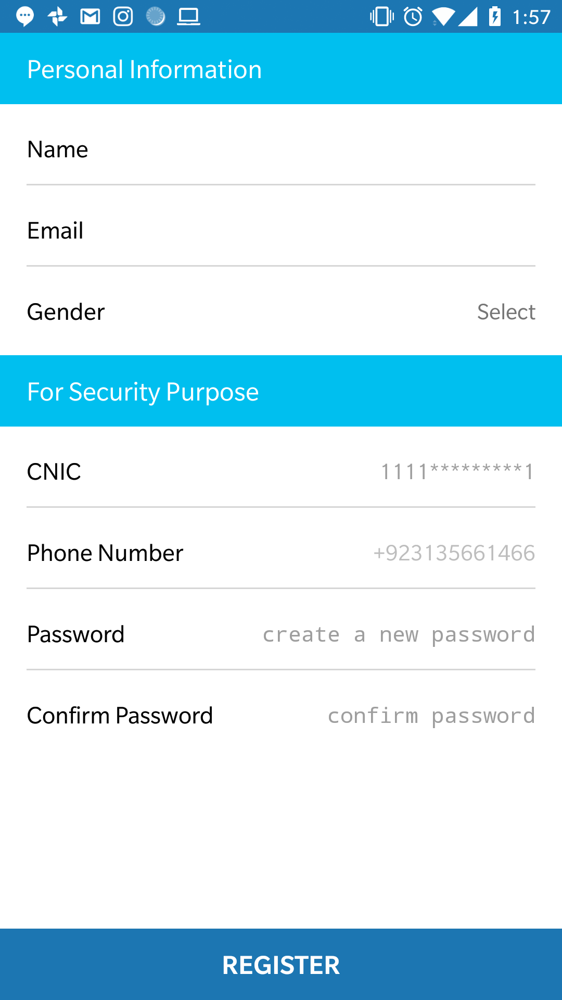 1:57
Personal Information
Name
Email
Gender Select
For Security Purpose
CNIC 1111*********1
Phone Number +923135661466
Password create a new password
Confirm Password confirm password
REGISTER